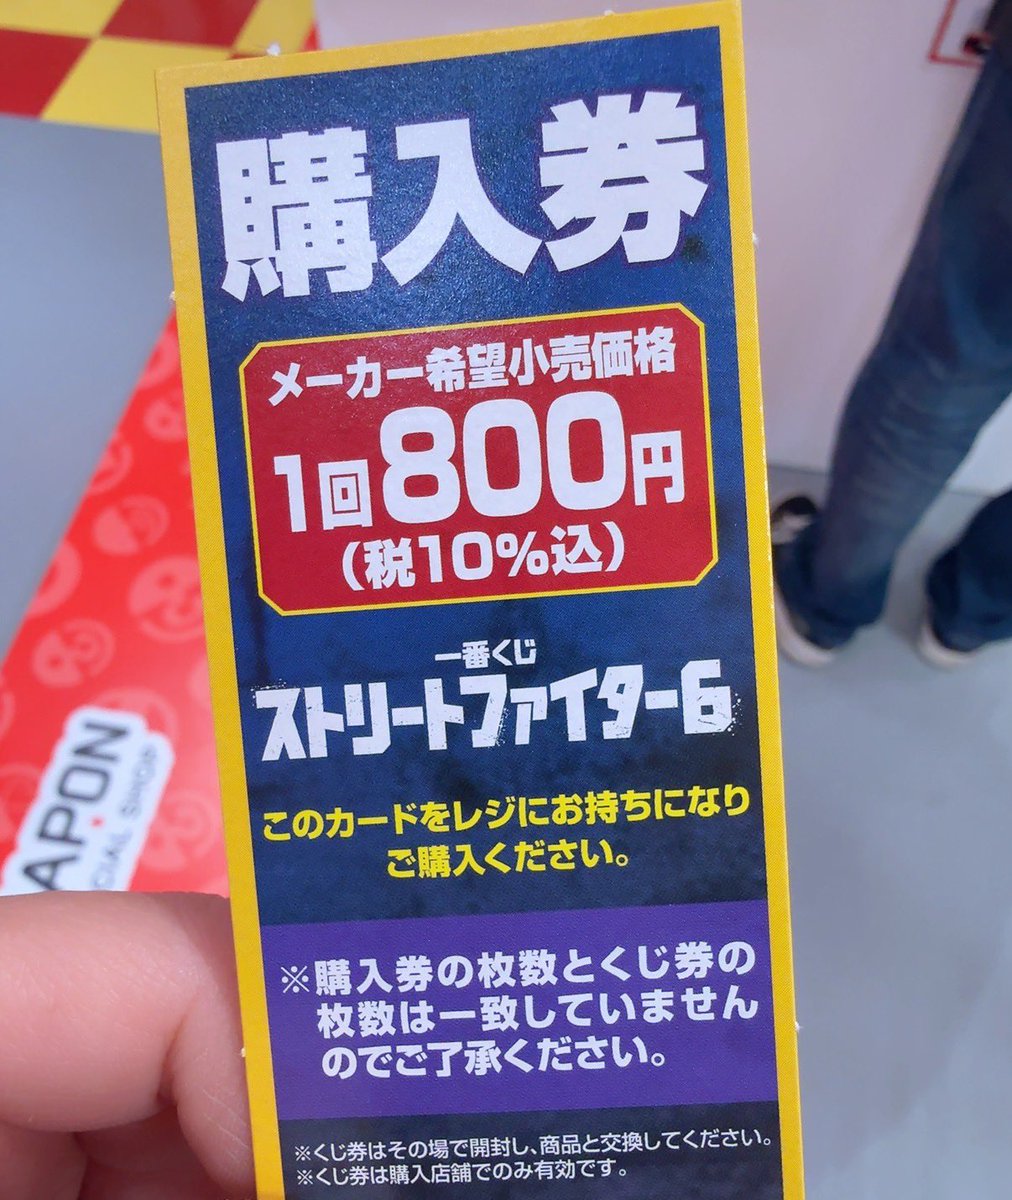 購入券
メーカー希望小売価格
1回800円
(税10%込)
一番くじ
ストリートファイター6
このカードをレジにお持ちになり
ご購入ください。
※購入券の枚数とくじ券の
枚数は一致していません
のでご了承ください。
※くじ券はその場で開封し、商品と交換してください。
※くじ券は購入店舗でのみ有効です。
APON
CIAL SHOP